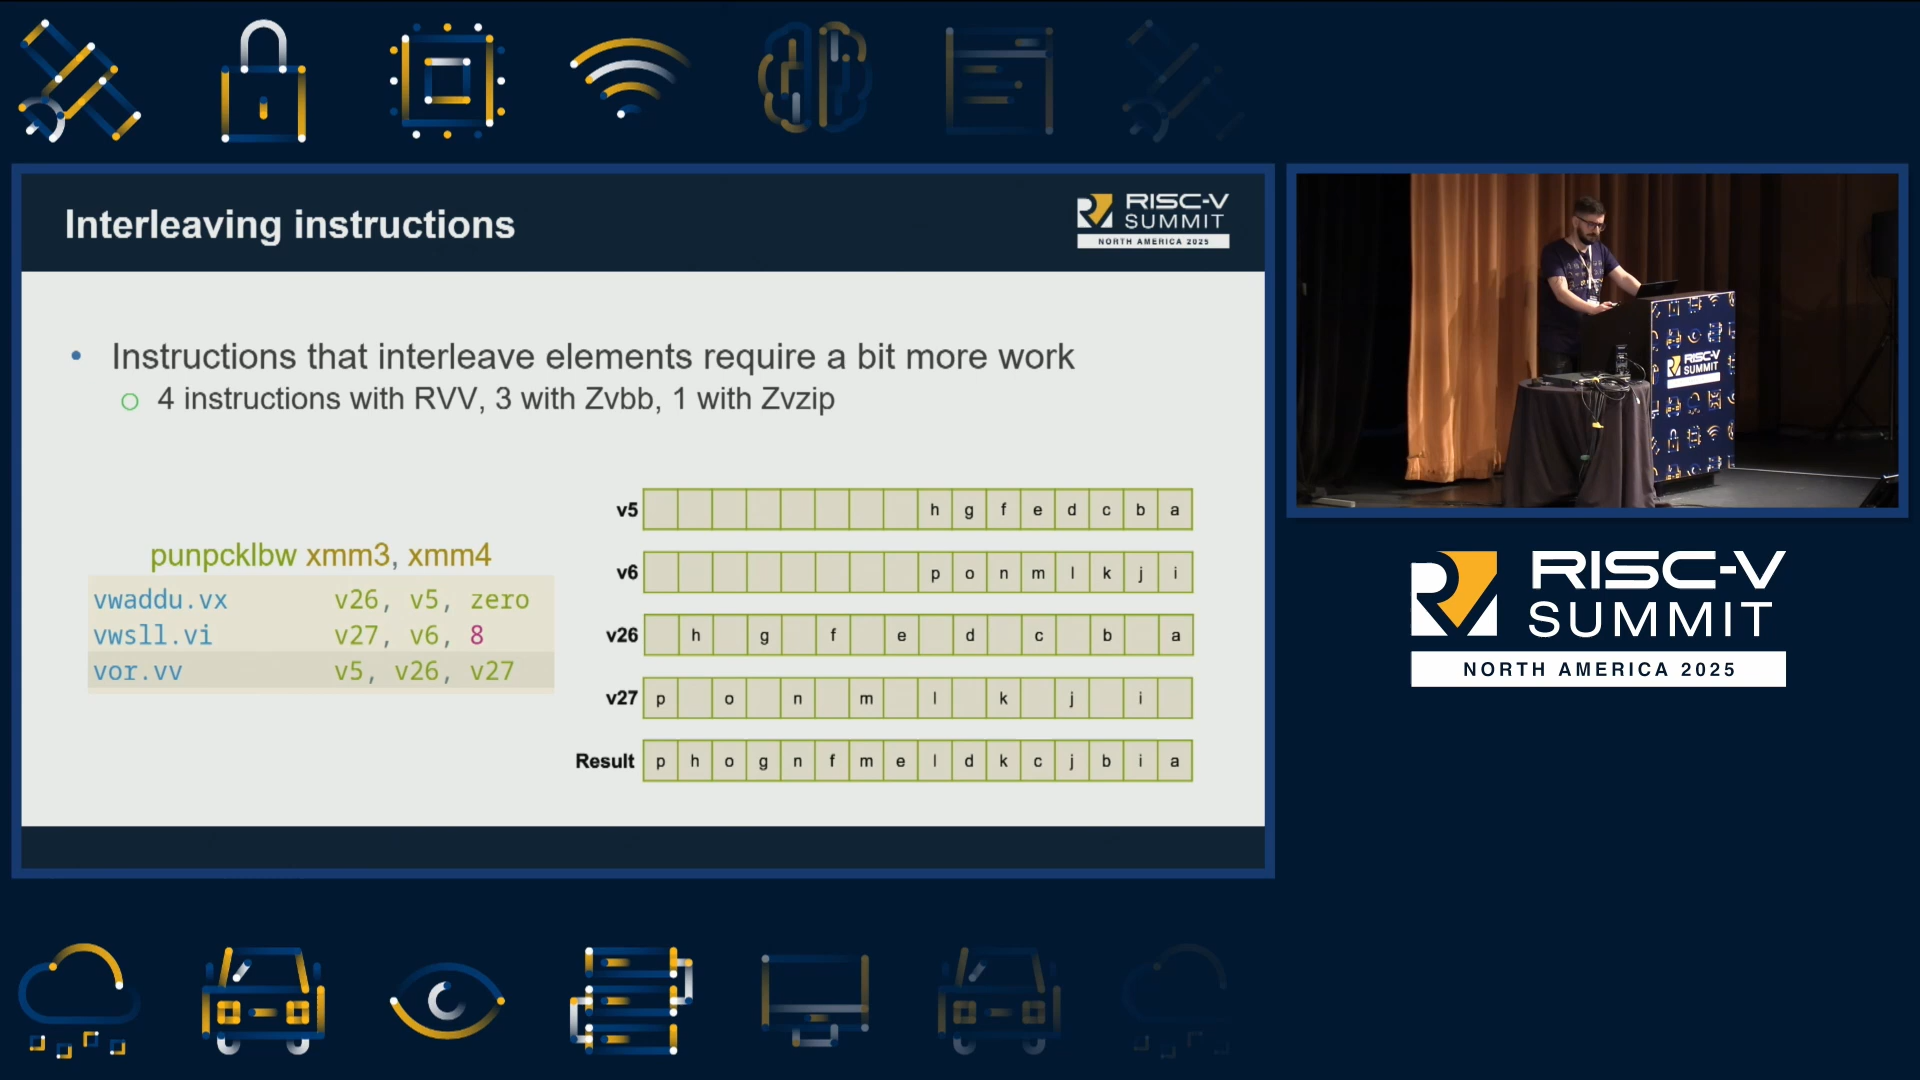 Interleaving instructions
RISC-V
SUMMIT
NORTH AMERICA 2025
• Instructions that interleave elements require a bit more work
○ 4 instructions with RVV, 3 with Zvbb, 1 with Zvzip
punpcklbw xmm3, xmm4
vwaddu.vx v26, v5, zero
vwsll.vi v27, v6, 8
vor.vv v5, v26, v27
v5 h g f e d c b a
v6 p o n m l k j i
v26 h g f e d c b a
v27 p o n m l k j i
Result p h o g n f m e l d k c j b i a
RISC-V
SUMMIT
RISC-V
SUMMIT
NORTH AMERICA 2025